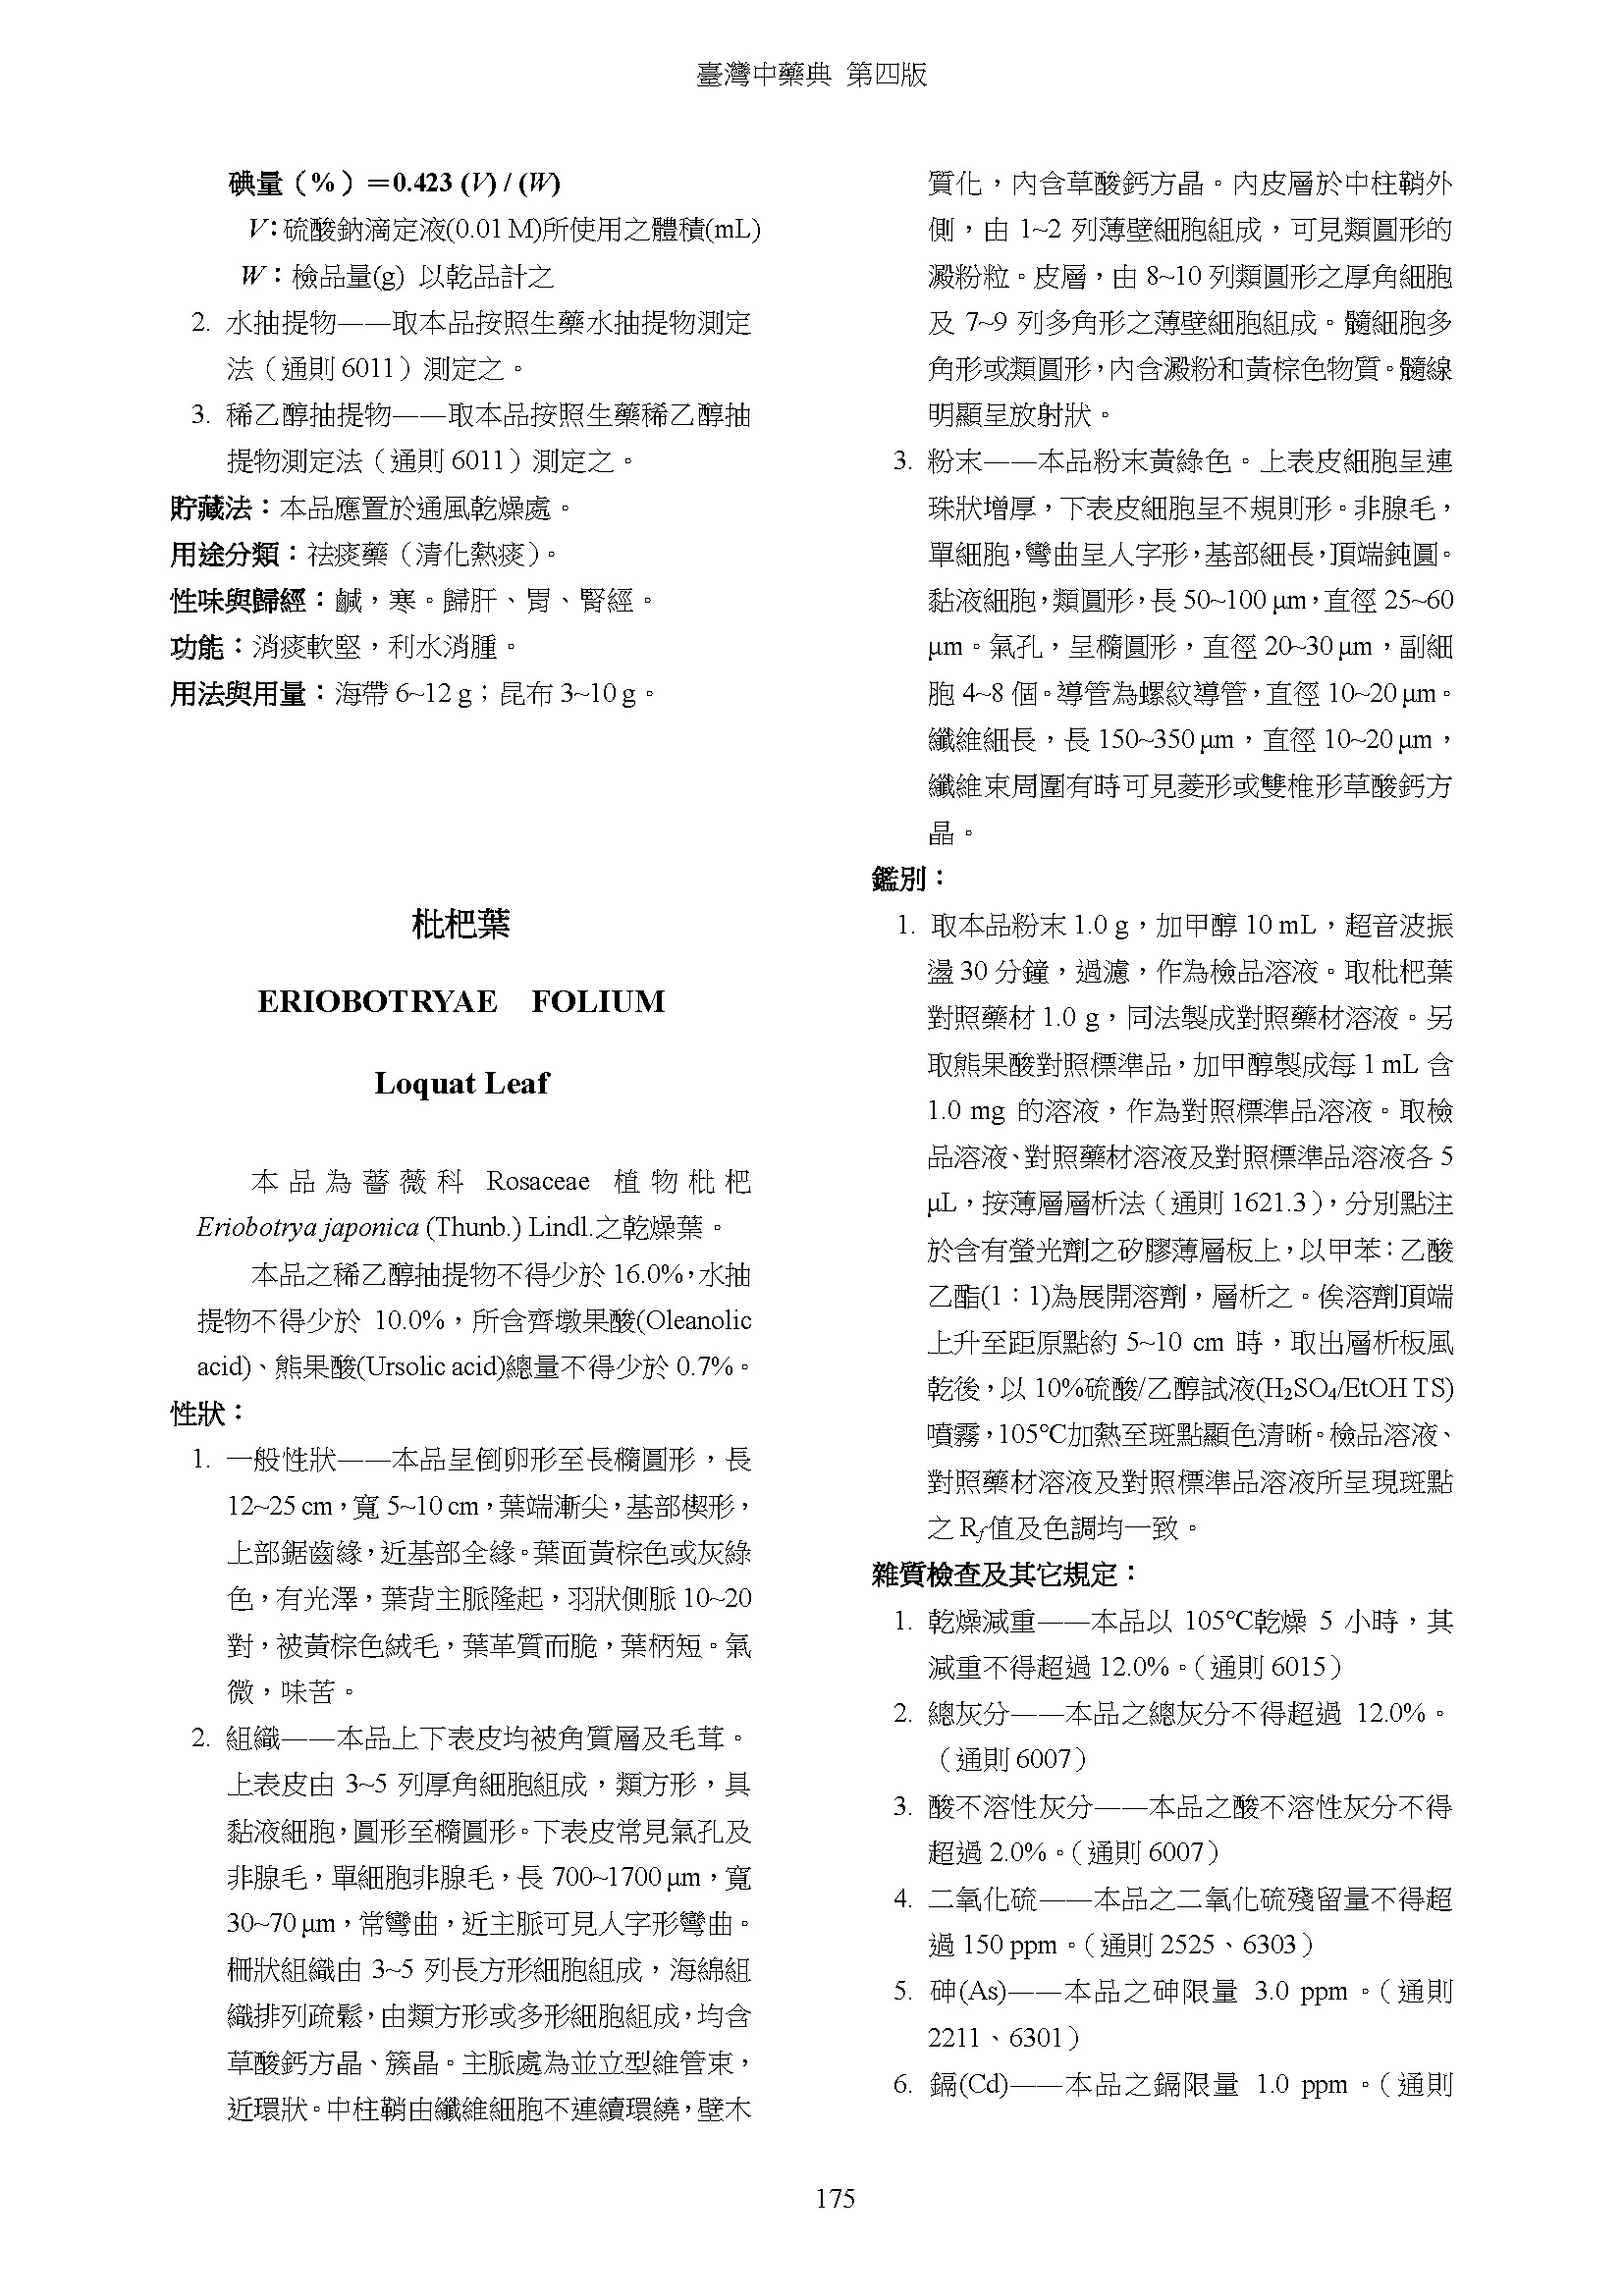 臺灣中藥典 第四版
碘量（%）＝0.423 (V) / (W)
V：硫酸鈉滴定液(0.01 M)所使用之體積(mL)
W：檢品量(g) 以乾品計之
2. 水抽提物——取本品按照生藥水抽提物測定
法（通則 6011）測定之。
3. 稀乙醇抽提物——取本品按照生藥稀乙醇抽
提物測定法（通則 6011）測定之。
貯藏法：本品應置於通風乾燥處。
用途分類：祛痰藥（清化熱痰）。
性味與歸經：鹹，寒。歸肝、胃、腎經。
功能：消痰軟堅，利水消腫。
用法與用量：海帶 6~12 g；昆布 3~10 g。
枇杷葉
ERIOBOTRYAE FOLIUM
Loquat Leaf
本品為薔薇科 Rosaceae 植物枇杷
Eriobotrya japonica (Thunb.) Lindl.之乾燥葉。
本品之稀乙醇抽提物不得少於 16.0%，水抽
提物不得少於 10.0%，所含齊墩果酸(Oleanolic
acid)、熊果酸(Ursolic acid)總量不得少於 0.7%。
性狀：
1. 一般性狀——本品呈倒卵形至長橢圓形，長
12~25 cm，寬 5~10 cm，葉端漸尖，基部楔形，
上部鋸齒緣，近基部全緣。葉面黃棕色或灰綠
色，有光澤，葉背主脈隆起，羽狀側脈 10~20
對，被黃棕色絨毛，葉革質而脆，葉柄短。氣
微，味苦。
2. 組織——本品上下表皮均被角質層及毛茸。
上表皮由 3~5 列厚角細胞組成，類方形，具
黏液細胞，圓形至橢圓形。下表皮常見氣孔及
非腺毛，單細胞非腺毛，長 700~1700 μm，寬
30~70 μm，常彎曲，近主脈可見人字形彎曲。
柵狀組織由 3~5 列長方形細胞組成，海綿組
織排列疏鬆，由類方形或多形細胞組成，均含
草酸鈣方晶、簇晶。主脈處為並立型維管束，
近環狀。中柱鞘由纖維細胞不連續環繞，壁木
質化，內含草酸鈣方晶。內皮層於中柱鞘外
側，由 1~2 列薄壁細胞組成，可見類圓形的
澱粉粒。皮層，由 8~10 列類圓形之厚角細胞
及 7~9 列多角形之薄壁細胞組成。髓細胞多
角形或類圓形，內含澱粉和黃棕色物質。髓線
明顯呈放射狀。
3. 粉末——本品粉末黃綠色。上表皮細胞呈連
珠狀增厚，下表皮細胞呈不規則形。非腺毛，
單細胞，彎曲呈人字形，基部細長，頂端鈍圓。
黏液細胞，類圓形，長 50~100 μm，直徑 25~60
μm。氣孔，呈橢圓形，直徑 20~30 μm，副細
胞 4~8 個。導管為螺紋導管，直徑 10~20 μm。
纖維細長，長 150~350 μm，直徑 10~20 μm，
纖維束周圍有時可見菱形或雙椎形草酸鈣方
晶。
鑑別：
1. 取本品粉末 1.0 g，加甲醇 10 mL，超音波振
盪 30 分鐘，過濾，作為檢品溶液。取枇杷葉
對照藥材 1.0 g，同法製成對照藥材溶液。另
取熊果酸對照標準品，加甲醇製成每 1 mL 含
1.0 mg 的溶液，作為對照標準品溶液。取檢
品溶液、對照藥材溶液及對照標準品溶液各 5
μL，按薄層層析法（通則 1621.3），分別點注
於含有螢光劑之矽膠薄層板上，以甲苯：乙酸
乙酯(1：1)為展開溶劑，層析之。俟溶劑頂端
上升至距原點約 5~10 cm 時，取出層析板風
乾後，以 10%硫酸/乙醇試液(H₂SO₄/EtOH TS)
噴霧，105℃加熱至斑點顯色清晰。檢品溶液、
對照藥材溶液及對照標準品溶液所呈現斑點
之 Rf值及色調均一致。
雜質檢查及其它規定：
1. 乾燥減重——本品以 105℃乾燥 5 小時，其
減重不得超過 12.0%。（通則 6015）
2. 總灰分——本品之總灰分不得超過 12.0%。
（通則 6007）
3. 酸不溶性灰分——本品之酸不溶性灰分不得
超過 2.0%。（通則 6007）
4. 二氧化硫——本品之二氧化硫殘留量不得超
過 150 ppm。（通則 2525、6303）
5. 砷(As)——本品之砷限量 3.0 ppm。（通則
2211、6301）
6. 鎘(Cd)——本品之鎘限量 1.0 ppm。（通則
175